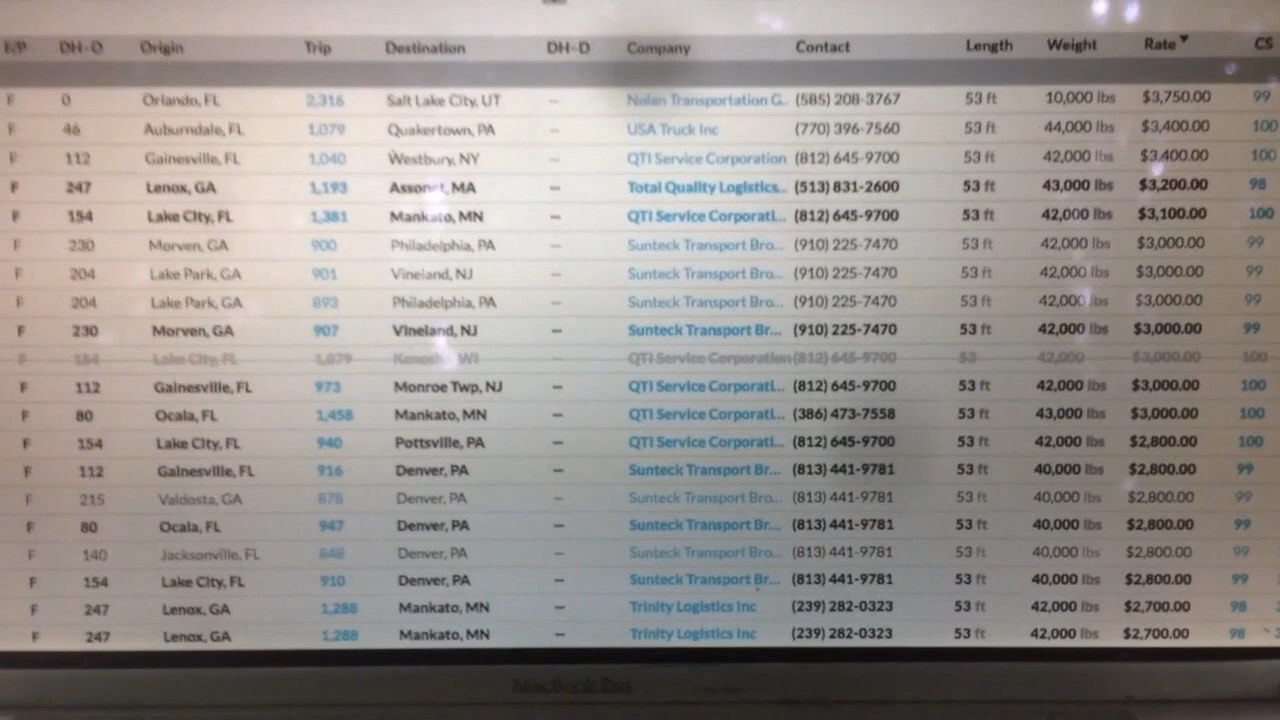 F/P DH-O Origin Trip Destination DH-D Company Contact Length Weight Rate CS
F 0 Orlando, FL 2,316 Salt Lake City, UT – Nolan Transportation G.. (585) 208-3767 53 ft 10,000 lbs $3,750.00 99
F 46 Auburndale, FL 1,079 Quakertown, PA – USA Truck Inc (770) 396-7560 53 ft 44,000 lbs $3,400.00 100
F 112 Gainesville, FL 1,040 Westbury, NY – QTI Service Corporation (812) 645-9700 53 ft 42,000 lbs $3,400.00 100
F 247 Lenox, GA 1,193 Assonet, MA – Total Quality Logistics... (513) 831-2600 53 ft 43,000 lbs $3,200.00 98
F 154 Lake City, FL 1,381 Mankato, MN – QTI Service Corporati... (812) 645-9700 53 ft 42,000 lbs $3,100.00 100
F 230 Morven, GA 900 Philadelphia, PA – Sunteck Transport Bro... (910) 225-7470 53 ft 42,000 lbs $3,000.00 99
F 204 Lake Park, GA 901 Vineland, NJ – Sunteck Transport Bro... (910) 225-7470 53 ft 42,000 lbs $3,000.00 99
F 204 Lake Park, GA 893 Philadelphia, PA – Sunteck Transport Bro... (910) 225-7470 53 ft 42,000 lbs $3,000.00 99
F 230 Morven, GA 907 Vineland, NJ – Sunteck Transport Br... (910) 225-7470 53 ft 42,000 lbs $3,000.00 99
F 154 Lake City, FL 1,079 WI QTI Service Corporation (812) 645-9700 53 42,000 $3,000.00 100
F 112 Gainesville, FL 973 Monroe Twp, NJ – QTI Service Corporati... (812) 645-9700 53 ft 42,000 lbs $3,000.00 100
F 80 Ocala, FL 1,458 Mankato, MN – QTI Service Corporati... (386) 473-7558 53 ft 43,000 lbs $3,000.00 100
F 154 Lake City, FL 940 Pottsville, PA – QTI Service Corporati... (812) 645-9700 53 ft 42,000 lbs $2,800.00 100
F 112 Gainesville, FL 916 Denver, PA – Sunteck Transport Br... (813) 441-9781 53 ft 40,000 lbs $2,800.00 99
F 215 Valdosta, GA 878 Denver, PA – Sunteck Transport Bro... (813) 441-9781 53 ft 40,000 lbs $2,800.00 99
F 80 Ocala, FL 947 Denver, PA – Sunteck Transport Br... (813) 441-9781 53 ft 40,000 lbs $2,800.00 99
F 140 Jacksonville, FL 848 Denver, PA – Sunteck Transport Bro... (813) 441-9781 53 ft 40,000 lbs $2,800.00 99
F 154 Lake City, FL 910 Denver, PA – Sunteck Transport Br... (813) 441-9781 53 ft 40,000 lbs $2,800.00 99
F 247 Lenox, GA 1,288 Mankato, MN – Trinity Logistics Inc (239) 282-0323 53 ft 42,000 lbs $2,700.00 98
F 247 Lenox, GA 1,288 Mankato, MN – Trinity Logistics Inc (239) 282-0323 53 ft 42,000 lbs $2,700.00 98
MacBook Pro